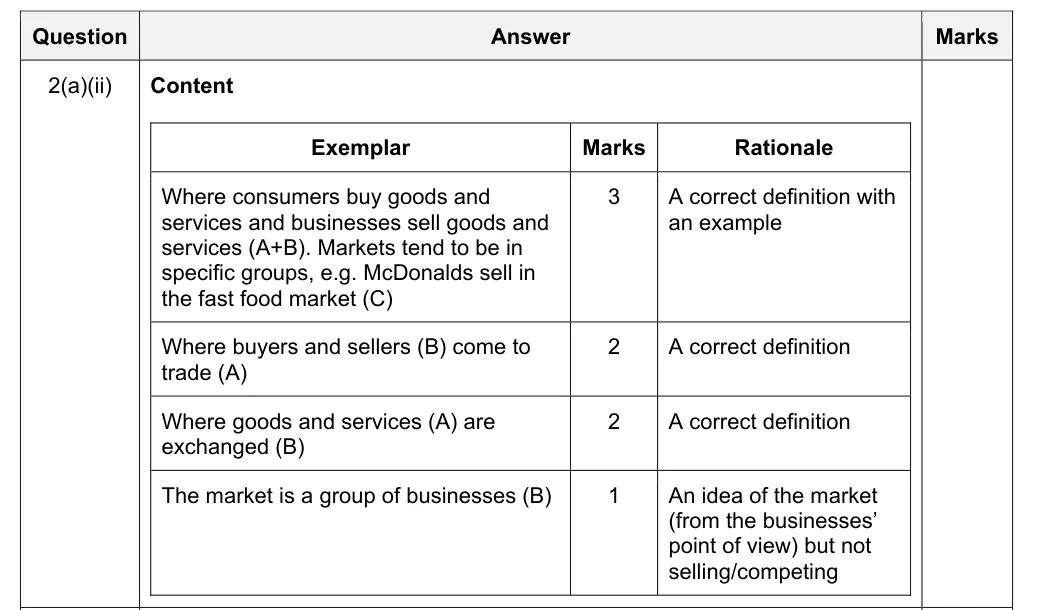 Question Answer Marks
2(a)(ii) Content
Exemplar Marks Rationale
Where consumers buy goods and 3 A correct definition with
services and businesses sell goods and an example
services (A+B). Markets tend to be in
specific groups, e.g. McDonalds sell in
the fast food market (C)
Where buyers and sellers (B) come to 2 A correct definition
trade (A)
Where goods and services (A) are 2 A correct definition
exchanged (B)
The market is a group of businesses (B) 1 An idea of the market
(from the businesses’
point of view) but not
selling/competing